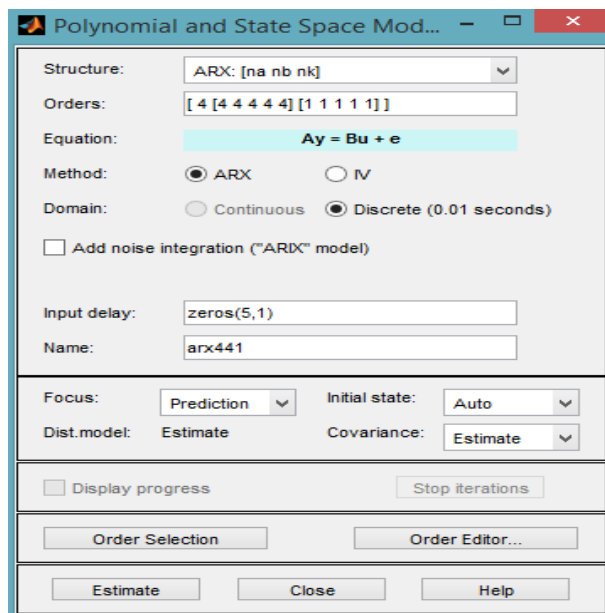 Polynomial and State Space Mod...
Structure: ARX: [na nb nk]
Orders: [ 4 [4 4 4 4 4] [1 1 1 1 1] ]
Equation: Ay = Bu + e
Method: ARX IV
Domain: Continuous Discrete (0.01 seconds)
Add noise integration ("ARIX" model)
Input delay: zeros(5,1)
Name: arx441
Focus: Prediction Initial state: Auto
Dist.model: Estimate Covariance: Estimate
Display progress Stop iterations
Order Selection Order Editor...
Estimate Close Help